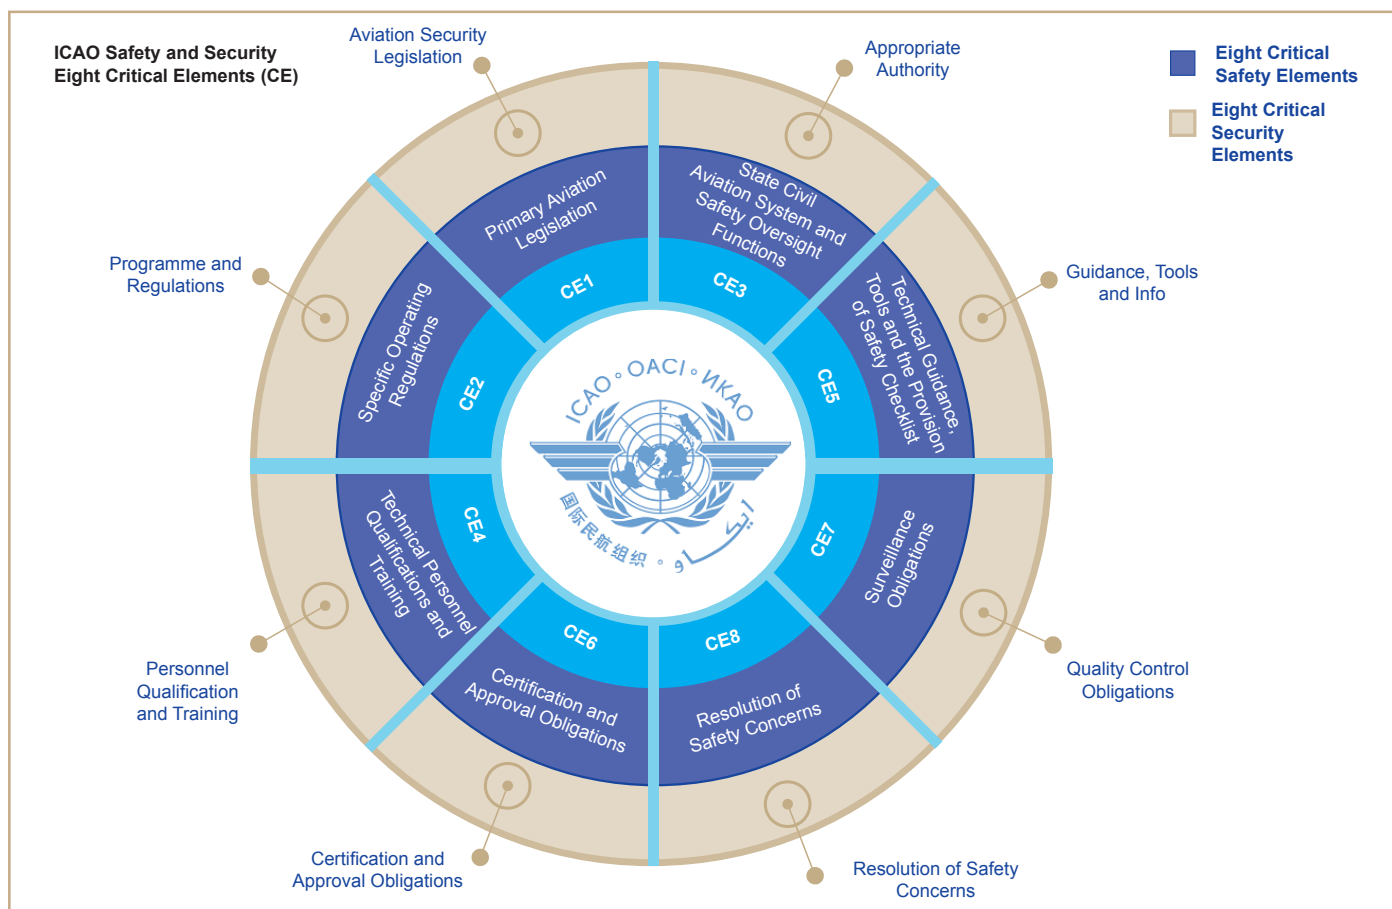 ICAO Safety and Security
Eight Critical Elements (CE)
Aviation Security
Legislation
Appropriate
Authority
Eight Critical
Safety Elements
Eight Critical
Security
Elements
Programme and
Regulations
Guidance, Tools
and Info
Primary Aviation
Legislation
State Civil
Aviation System and
Safety Oversight
Functions
Specific Operating
Regulations
Technical Guidance,
Tools and the Provision
of Safety Checklist
CE1
CE3
CE2
CE5
ICAO • OACI • ИКАО
国际民航组织 • ايكاو
CE4
CE7
CE6
CE8
Technical Personnel
Qualifications and
Training
Surveillance
Obligations
Certification and
Approval Obligations
Resolution of
Safety Concerns
Personnel
Qualification
and Training
Quality Control
Obligations
Certification and
Approval Obligations
Resolution of Safety
Concerns